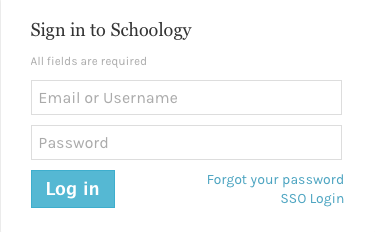 Sign in to Schoology
All fields are required
Email or Username
Password
Log in
Forgot your password
SSO Login